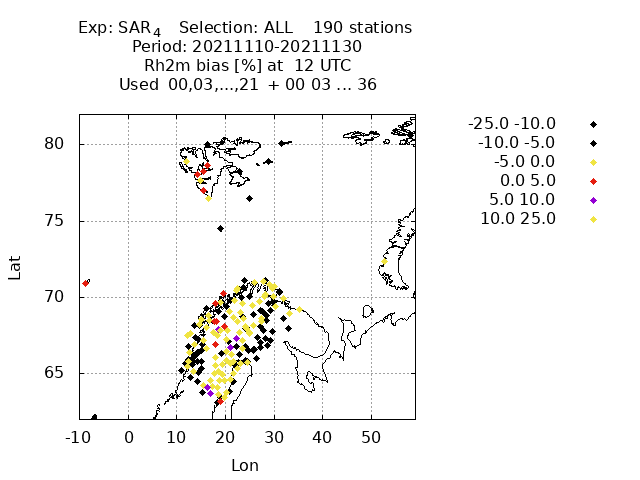 Exp: SAR4 Selection: ALL 190 stations
Period: 20211110-20211130
Rh2m bias [%] at 12 UTC
Used 00,03,...,21 + 00 03 ... 36
-25.0 -10.0
-10.0 -5.0
-5.0 0.0
0.0 5.0
5.0 10.0
10.0 25.0
80
75
70
65
Lat
-10 0 10 20 30 40 50
Lon